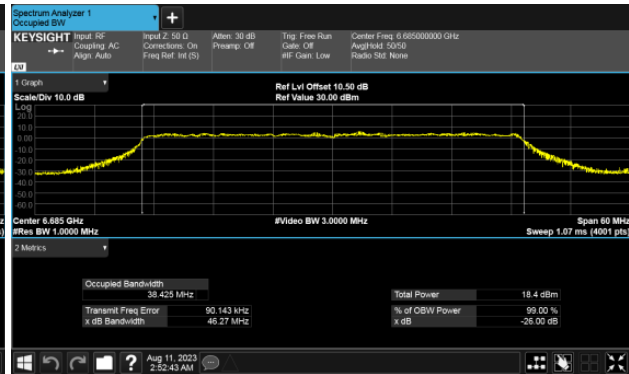 Spectrum Analyzer 1
Occupied BW
+
KEYSIGHT
Input: RF
Coupling: AC
Align: Auto
Input Z: 50 Ω
Corrections: On
Freq Ref: Int (S)
Atten: 30 dB
Preamp: Off
Trig: Free Run
Gate: Off
#IF Gain: Low
Center Freq: 6.685000000 GHz
Avg|Hold: 50/50
Radio Std: None
LXI
1 Graph
Scale/Div 10.0 dB
Ref Lvl Offset 10.50 dB
Ref Value 30.00 dBm
Log
20.0
10.0
0.00
-10.0
-20.0
-30.0
-40.0
-50.0
-60.0
Center 6.685 GHz
#Video BW 3.0000 MHz
Span 60 MHz
#Res BW 1.0000 MHz
Sweep 1.07 ms (4001 pts)
2 Metrics
Occupied Bandwidth
38.425 MHz
Total Power 18.4 dBm
Transmit Freq Error 90.143 kHz
% of OBW Power 99.00 %
x dB Bandwidth 46.27 MHz
x dB -26.00 dB
?
Aug 11, 2023
2:52:43 AM